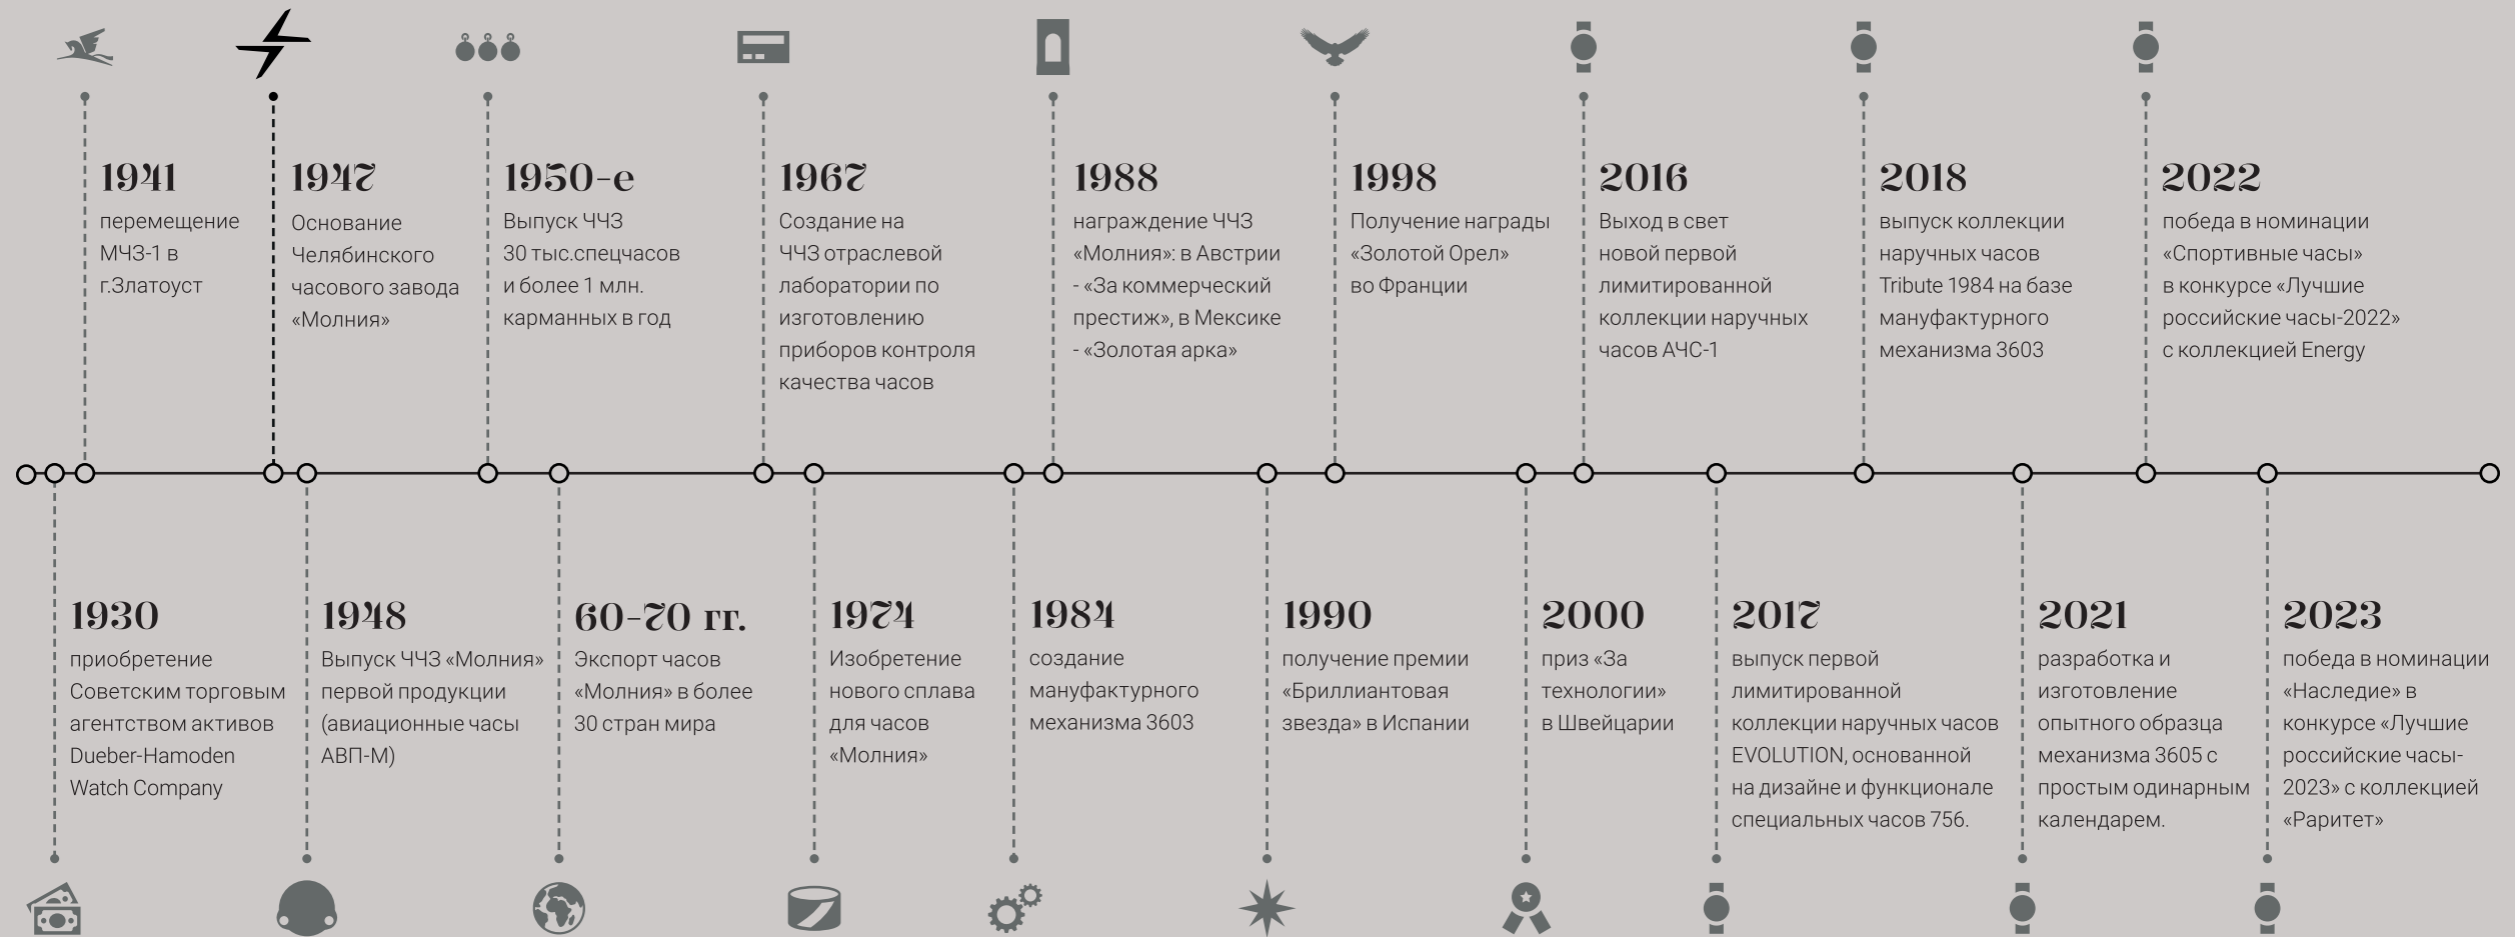 1941
перемещение
МЧЗ-1 в
г.Златоуст
1947
Основание
Челябинского
часового завода
«Молния»
1950-е
Выпуск ЧЧЗ
30 тыс.спецчасов
и более 1 млн.
карманных в год
1967
Создание на
ЧЧЗ отраслевой
лаборатории по
изготовлению
приборов контроля
качества часов
1988
награждение ЧЧЗ
«Молния»: в Австрии
- «За коммерческий
престиж», в Мексике
- «Золотая арка»
1998
Получение награды
«Золотой Орел»
во Франции
2016
Выход в свет
новой первой
лимитированной
коллекции наручных
часов АЧС-1
2018
выпуск коллекции
наручных часов
Tribute 1984 на базе
мануфактурного
механизма 3603
2022
победа в номинации
«Спортивные часы»
в конкурсе «Лучшие
российские часы-2022»
с коллекцией Energy
1930
приобретение
Советским торговым
агентством активов
Dueber-Hamoden
Watch Company
1948
Выпуск ЧЧЗ «Молния»
первой продукции
(авиационные часы
АВП-М)
60-70 гг.
Экспорт часов
«Молния» в более
30 стран мира
1974
Изобретение
нового сплава
для часов
«Молния»
1984
создание
мануфактурного
механизма 3603
1990
получение премии
«Бриллиантовая
звезда» в Испании
2000
приз «За
технологии»
в Швейцарии
2017
выпуск первой
лимитированной
коллекции наручных часов
EVOLUTION, основанной
на дизайне и функционале
специальных часов 756.
2021
разработка и
изготовление
опытного образца
механизма 3605 с
простым одинарным
календарем.
2023
победа в номинации
«Наследие» в
конкурсе «Лучшие
российские часы-
2023» с коллекцией
«Раритет»